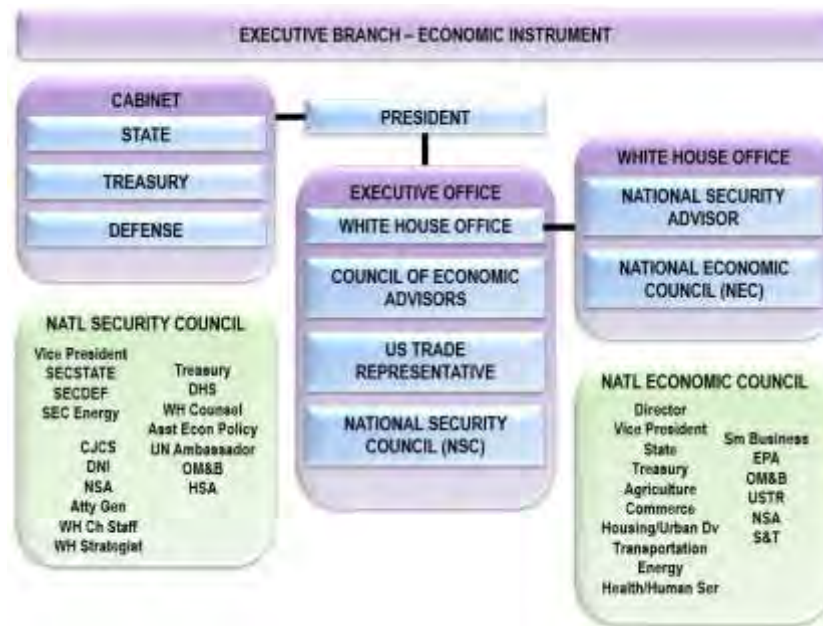 EXECUTIVE BRANCH – ECONOMIC INSTRUMENT
CABINET
STATE
TREASURY
DEFENSE
PRESIDENT
EXECUTIVE OFFICE
WHITE HOUSE OFFICE
COUNCIL OF ECONOMIC
ADVISORS
US TRADE
REPRESENTATIVE
NATIONAL SECURITY
COUNCIL (NSC)
WHITE HOUSE OFFICE
NATIONAL SECURITY
ADVISOR
NATIONAL ECONOMIC
COUNCIL (NEC)
NATL SECURITY COUNCIL
Vice President
SECSTATE
SECDEF
SEC Energy
CJCS
DNI
NSA
Atty Gen
WH Ch Staff
WH Strategist
Treasury
DHS
WH Counsel
Asst Econ Policy
UN Ambassador
OM&B
HSA
NATL ECONOMIC COUNCIL
Director
Vice President
State
Treasury
Agriculture
Commerce
Housing/Urban Dv
Transportation
Energy
Health/Human Ser
Sm Business
EPA
OM&B
USTR
NSA
S&T